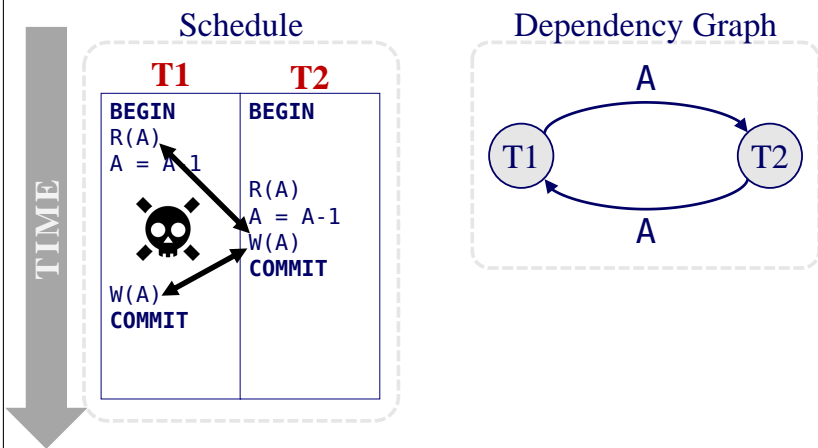 Schedule
Dependency Graph
TIME
T1
T2
BEGIN
R(A)
A = A-1
W(A)
COMMIT
BEGIN
R(A)
A = A-1
W(A)
COMMIT
A
T1
T2
A